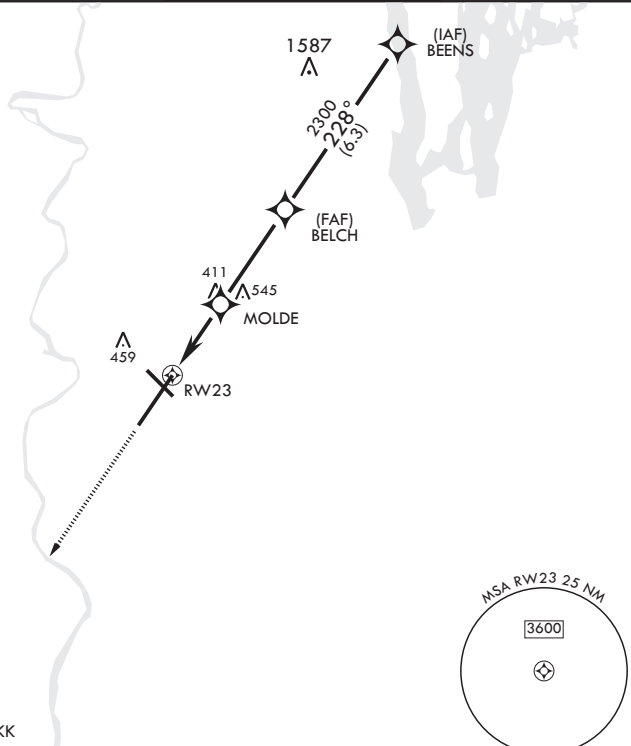 (IAF)
BEENS
1587
2300
228°
(6.3)
(FAF)
BELCH
411
545
MOLDE
459
RW23
MSA RW23 25 NM
3600
KK